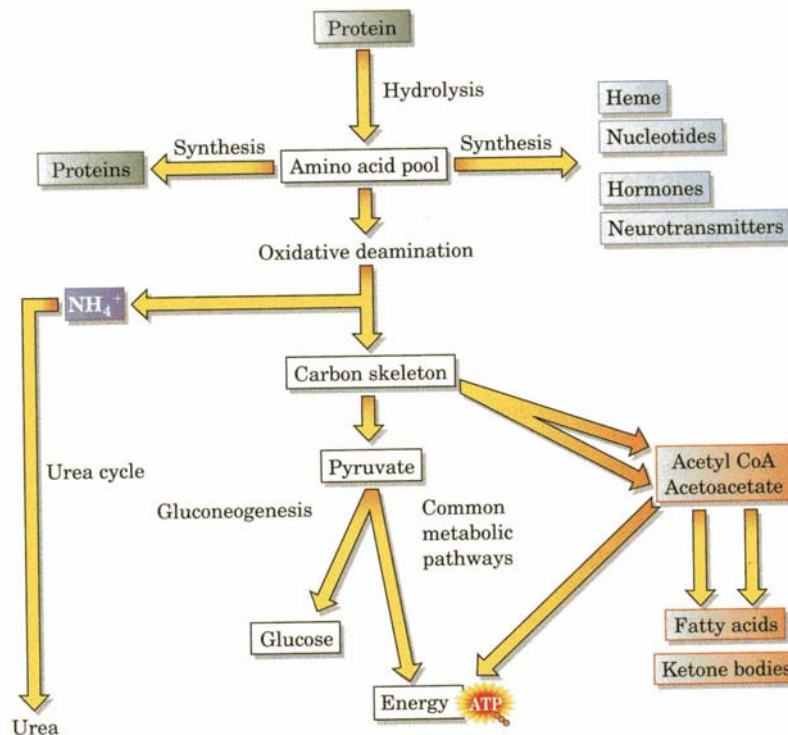 Protein
Hydrolysis
Heme
Nucleotides
Hormones
Neurotransmitters
Synthesis
Synthesis
Proteins
Amino acid pool
Oxidative deamination
NH₄⁺
Carbon skeleton
Urea cycle
Pyruvate
Acetyl CoA
Acetoacetate
Gluconeogenesis
Common
metabolic
pathways
Glucose
Fatty acids
Ketone bodies
Energy
ATP
Urea